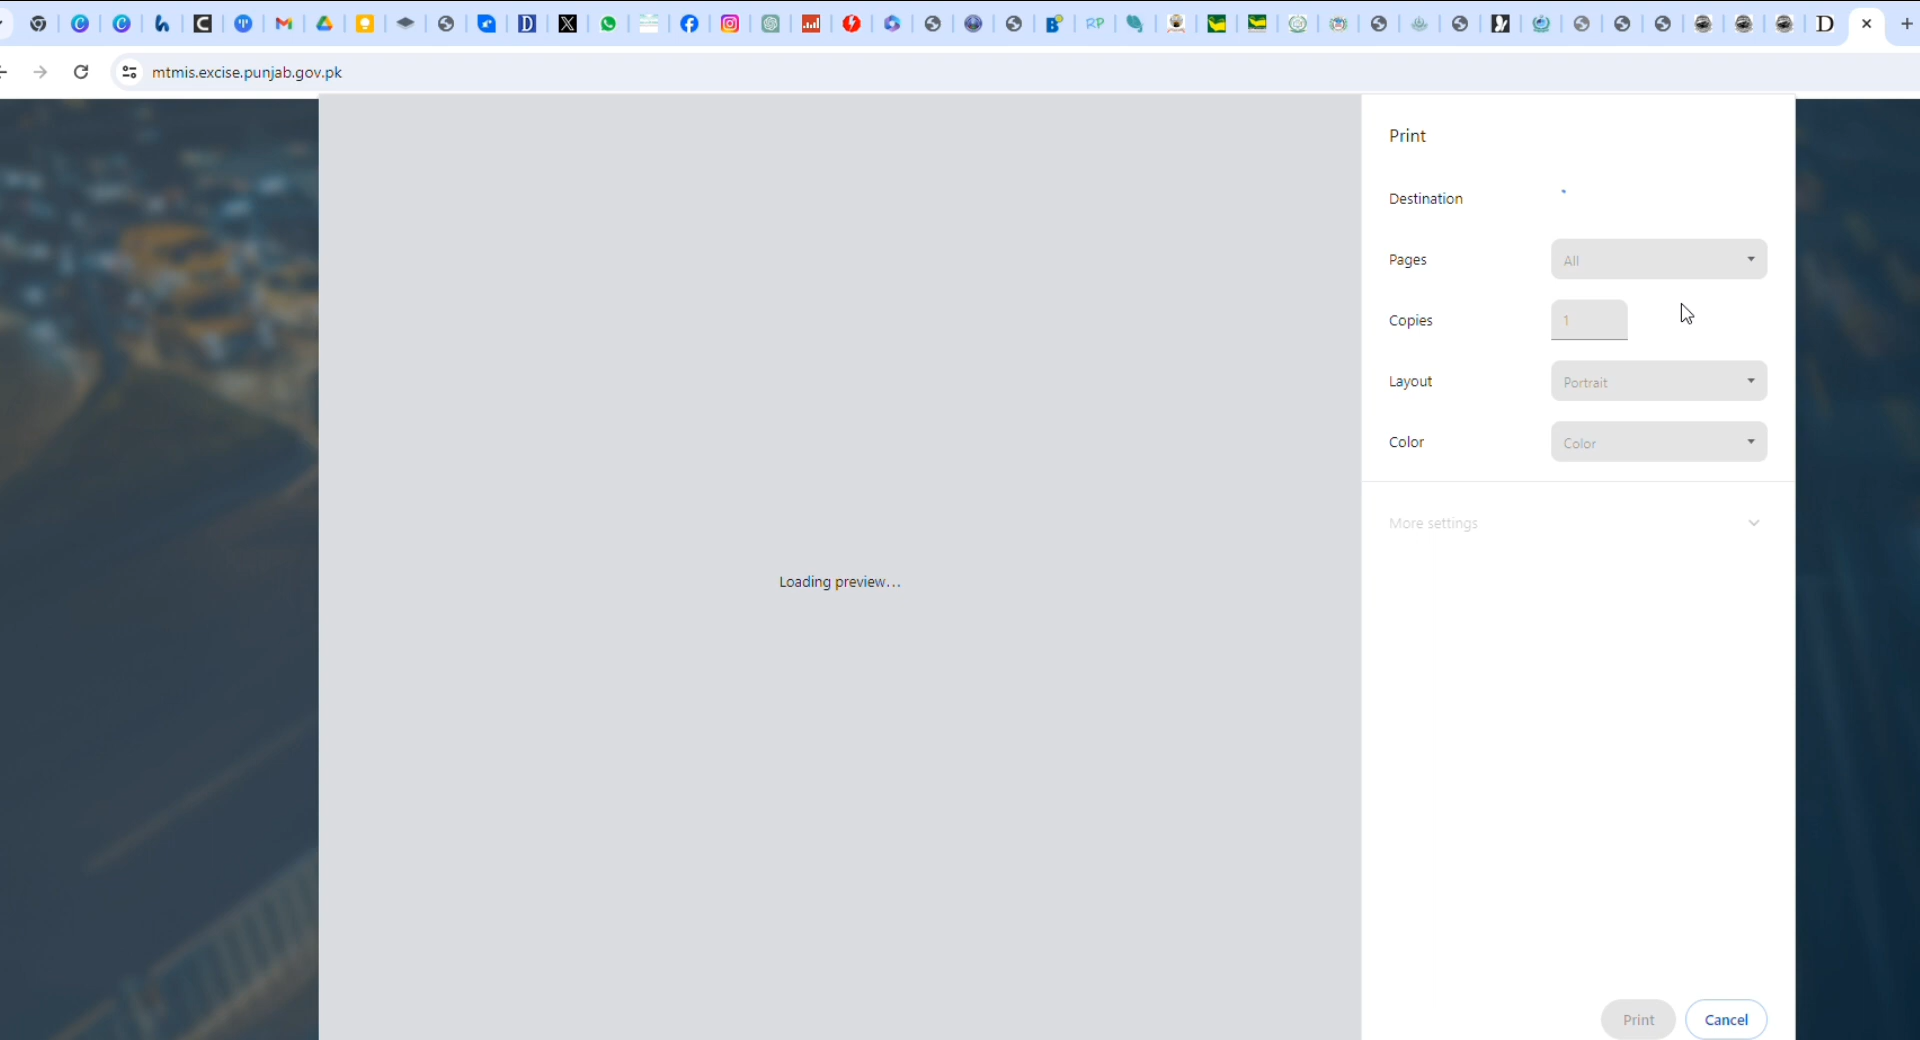 C
D
X
RP
B
D
mtmis.excise.punjab.gov.pk
Print
Destination
Pages
All
Copies
1
Layout
Portrait
Color
Color
More settings
Loading preview...
Print
Cancel